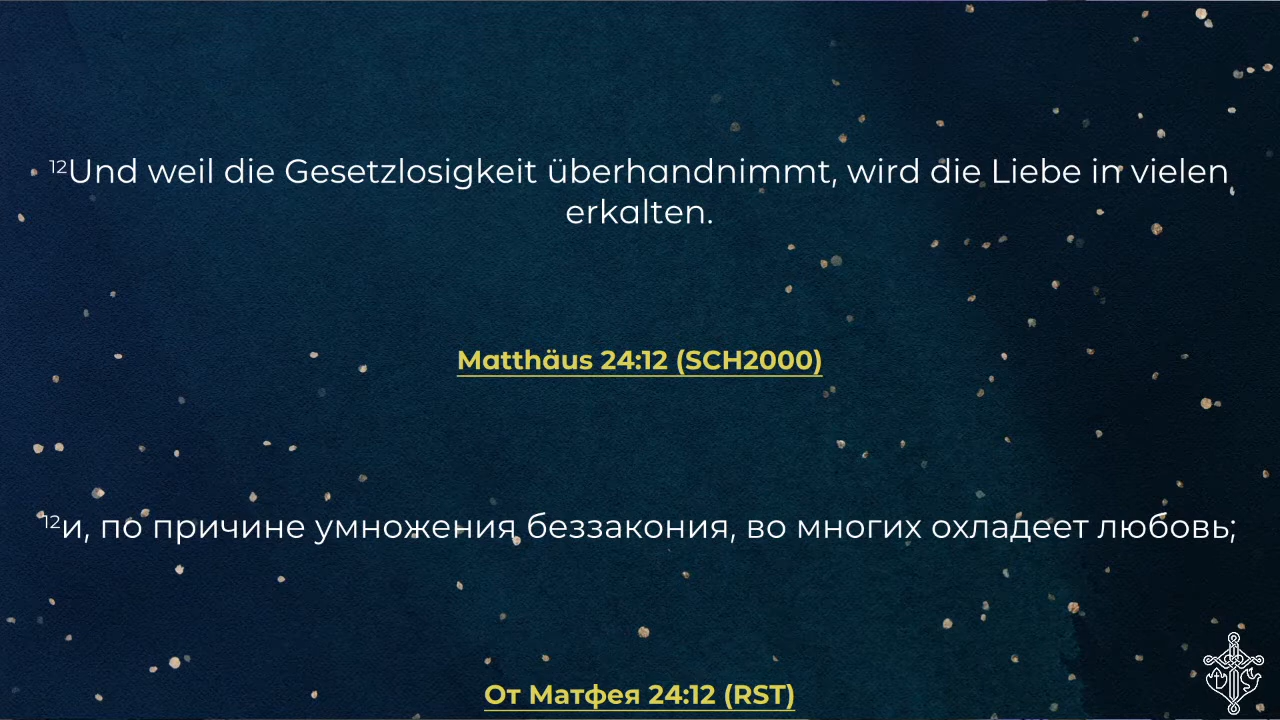 ¹²Und weil die Gesetzlosigkeit überhandnimmt, wird die Liebe in vielen
erkalten.
Matthäus 24:12 (SCH2000)
¹²и, по причине умножения беззакония, во многих охладеет любовь;
От Матфея 24:12 (RST)